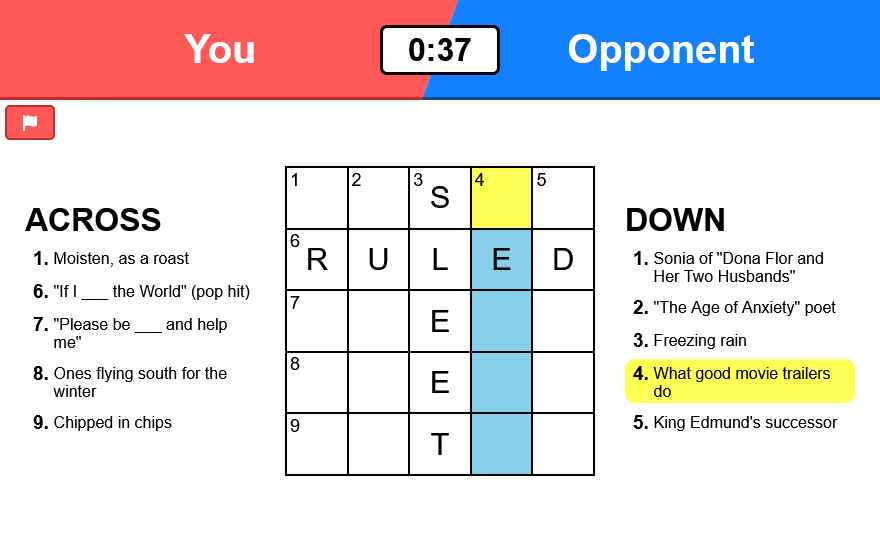 You
0:37
Opponent
ACROSS
1. Moisten, as a roast
6. "If I ___ the World" (pop hit)
7. "Please be ___ and help
me"
8. Ones flying south for the
winter
9. Chipped in chips
1 2 3 S 4 5
6 R U L E D
7 E
8 E
9 T
DOWN
1. Sonia of "Dona Flor and
Her Two Husbands"
2. "The Age of Anxiety" poet
3. Freezing rain
4. What good movie trailers
do
5. King Edmund's successor